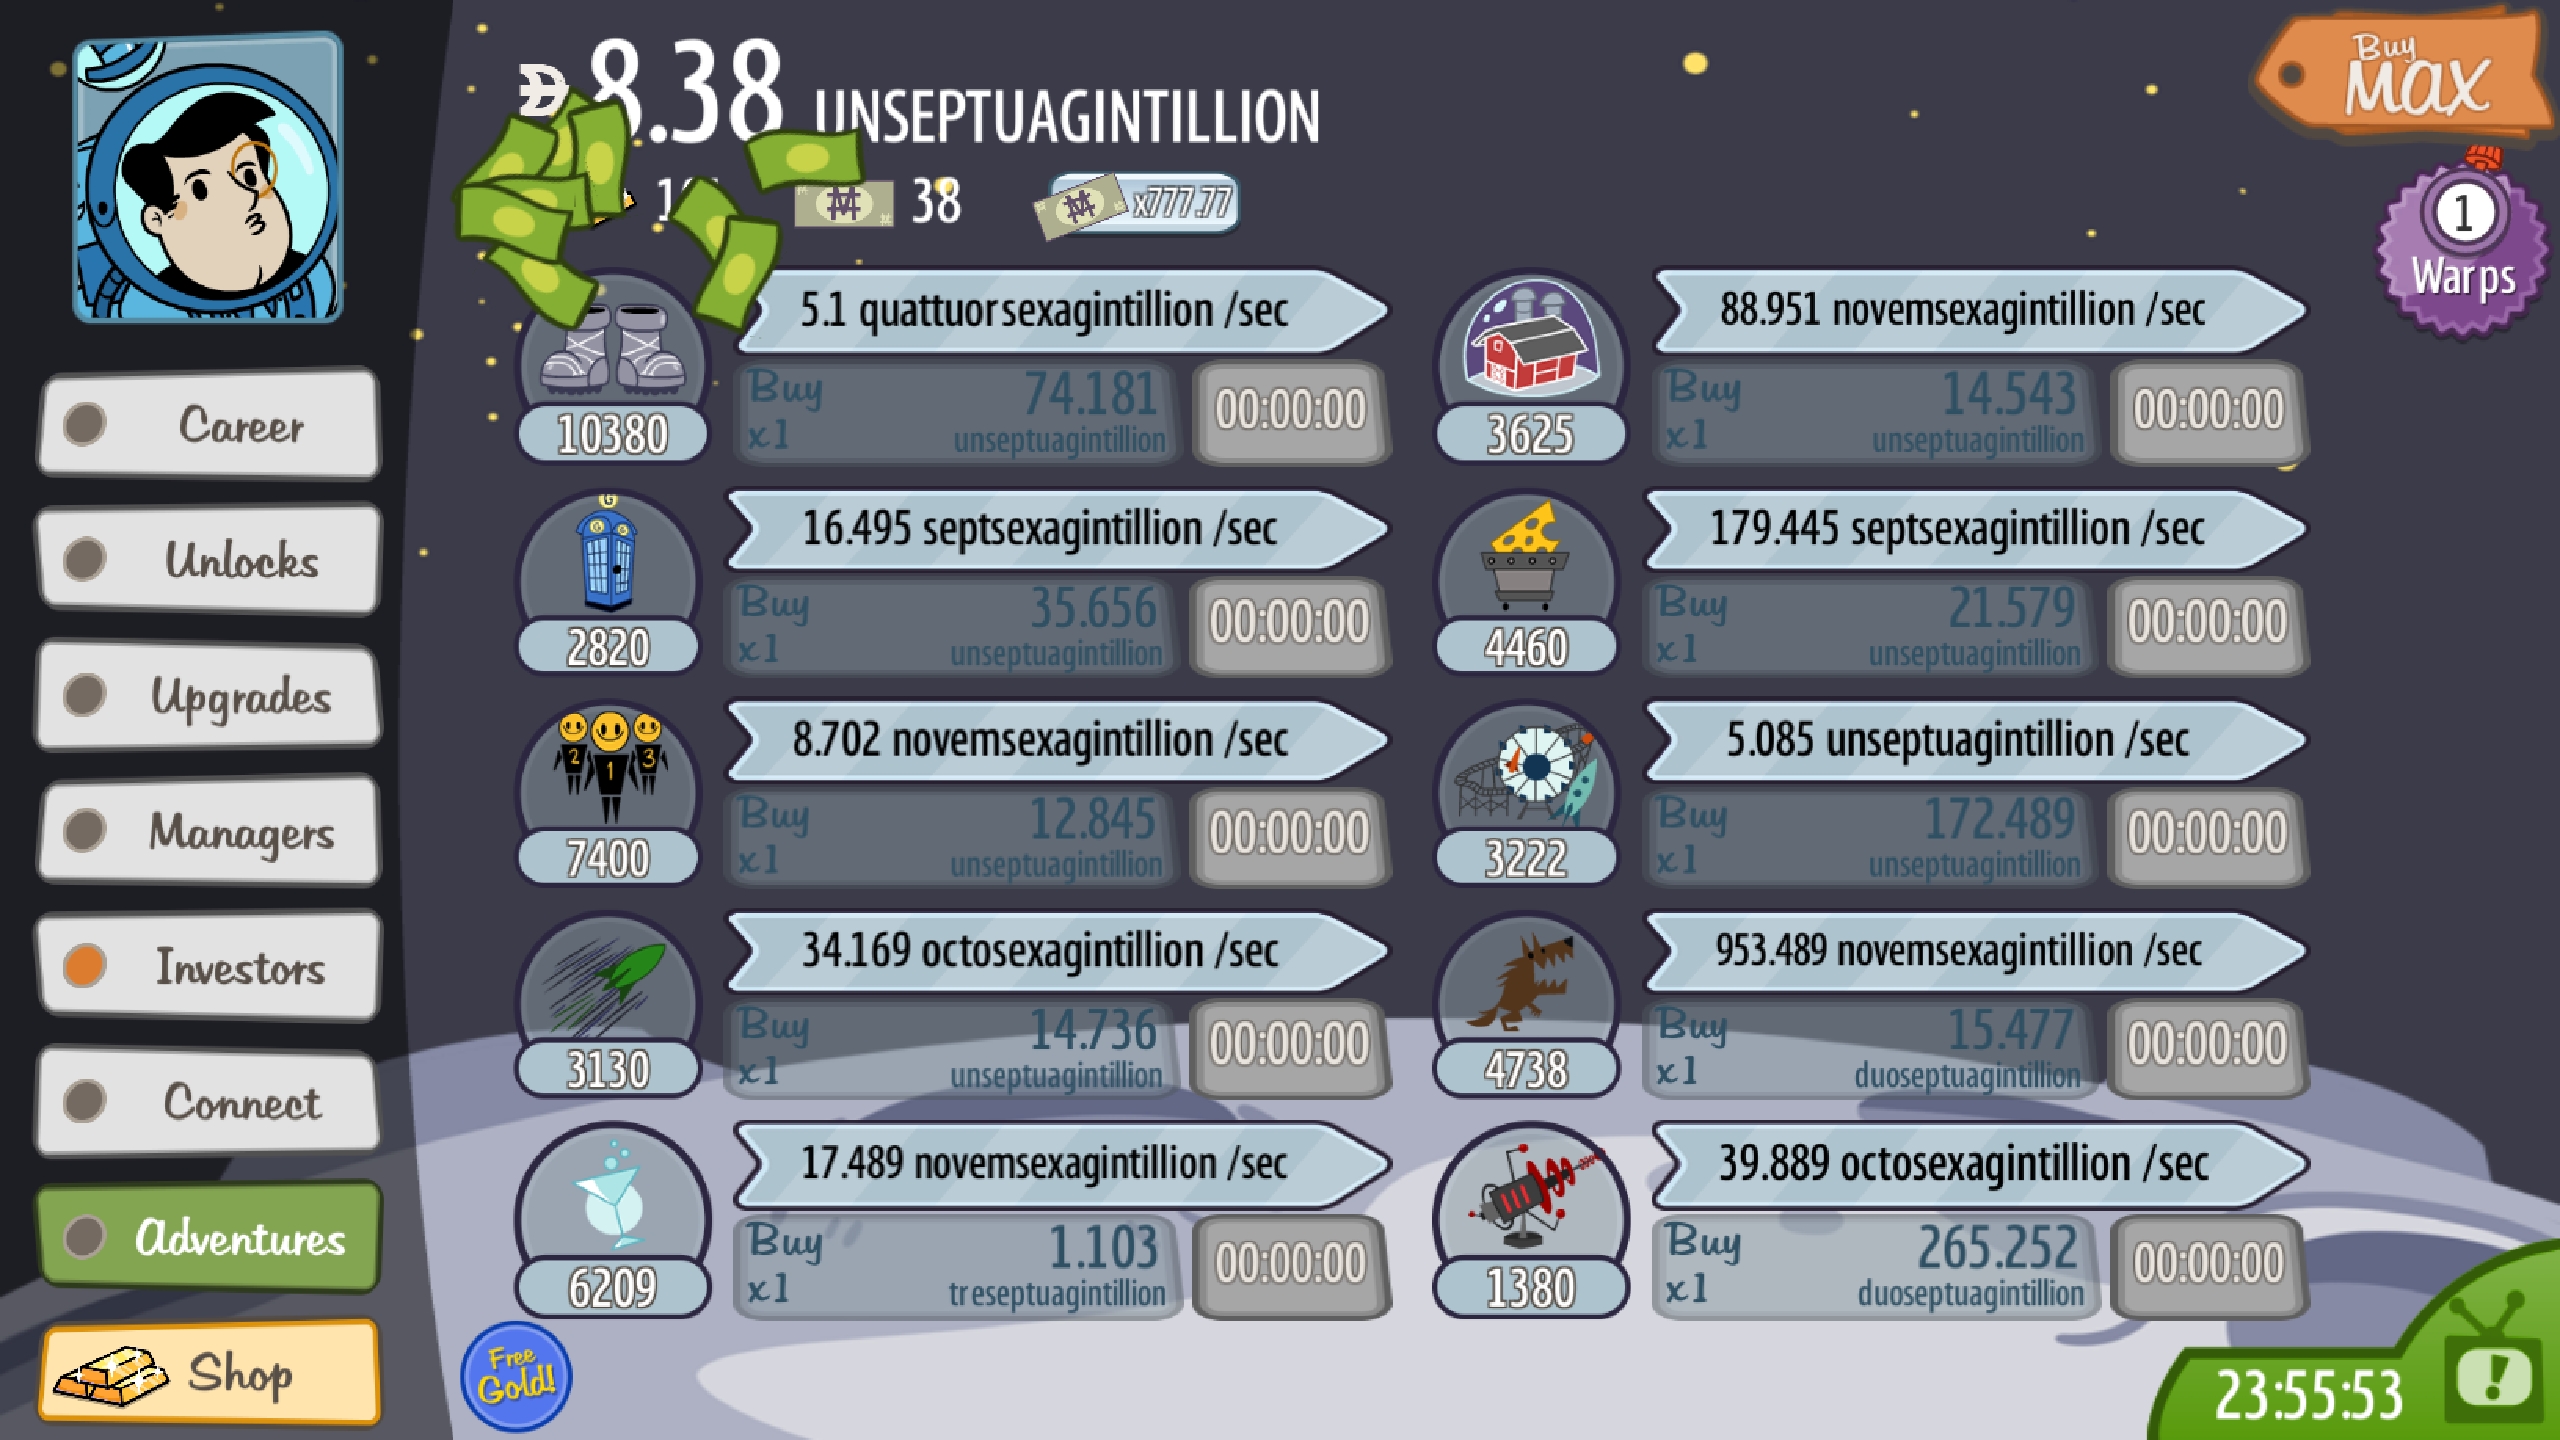 8.38 UNSEPTUAGINTILLION
Buy
MAX
38
x777.77
1
Warps
5.1 quattuorsexagintillion /sec
Buy 74.181
x1 unseptuagintillion
00:00:00
10380
88.951 novemsexagintillion /sec
Buy 14.543
x1 unseptuagintillion
00:00:00
3625
16.495 septsexagintillion /sec
Buy 35.656
x1 unseptuagintillion
00:00:00
2820
179.445 septsexagintillion /sec
Buy 21.579
x1 unseptuagintillion
00:00:00
4460
8.702 novemsexagintillion /sec
2 1 3
Buy 12.845
x1 unseptuagintillion
00:00:00
7400
5.085 unseptuagintillion /sec
Buy 172.489
x1 unseptuagintillion
00:00:00
3222
34.169 octosexagintillion /sec
Buy 14.736
x1 unseptuagintillion
00:00:00
3130
953.489 novemsexagintillion /sec
Buy 15.477
x1 duoseptuagintillion
00:00:00
4738
17.489 novemsexagintillion /sec
Buy 1.103
x1 treseptuagintillion
00:00:00
6209
39.889 octosexagintillion /sec
Buy 265.252
x1 duoseptuagintillion
00:00:00
1380
Career
Unlocks
Upgrades
Managers
Investors
Connect
Adventures
Shop
Free
Gold!
23:55:53